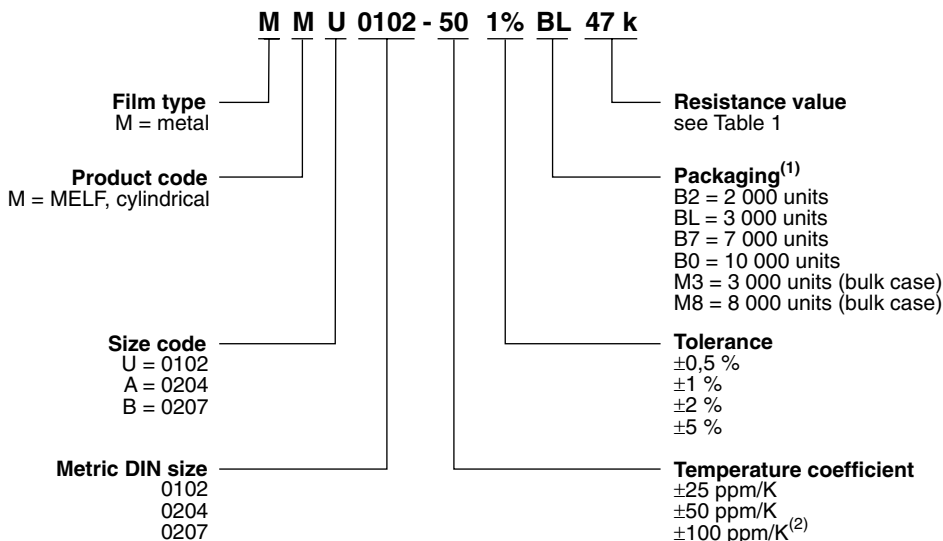 M M U 0102 - 50 1% BL 47 k
Film type
M = metal
Resistance value
see Table 1
Product code
M = MELF, cylindrical
Packaging(1)
B2 = 2 000 units
BL = 3 000 units
B7 = 7 000 units
B0 = 10 000 units
M3 = 3 000 units (bulk case)
M8 = 8 000 units (bulk case)
Size code
U = 0102
A = 0204
B = 0207
Tolerance
±0,5 %
±1 %
±2 %
±5 %
Metric DIN size
0102
0204
0207
Temperature coefficient
±25 ppm/K
±50 ppm/K
±100 ppm/K(2)